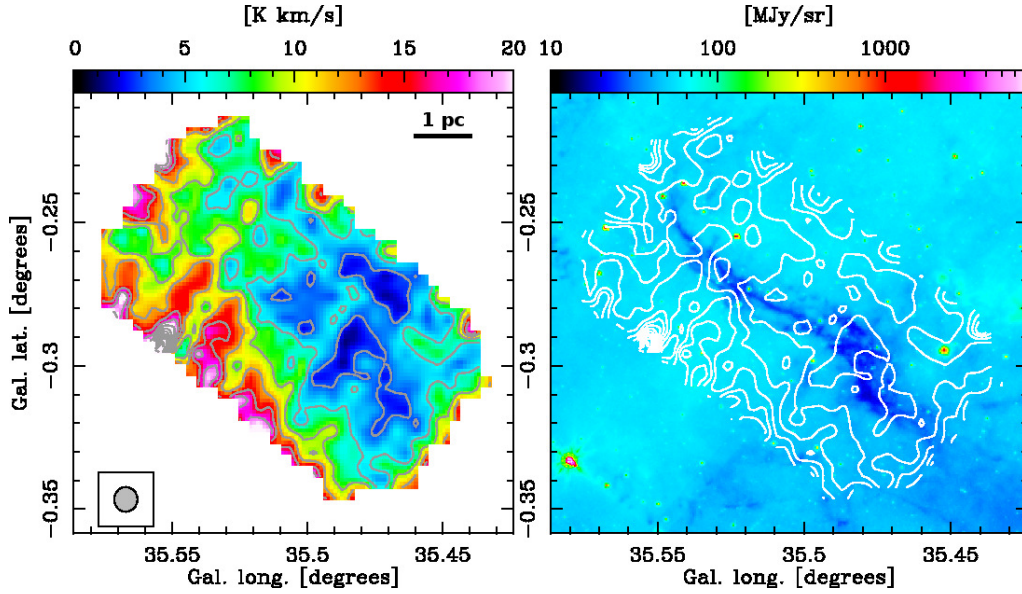 [K km/s] [MJy/sr]
0 5 10 15 20 10 100 1000
1 pc
Gal. lat. [degrees]
−0.25
−0.3
−0.35
−0.25
−0.3
−0.35
35.55 35.5 35.45 35.55 35.5 35.45
Gal. long. [degrees] Gal. long. [degrees]